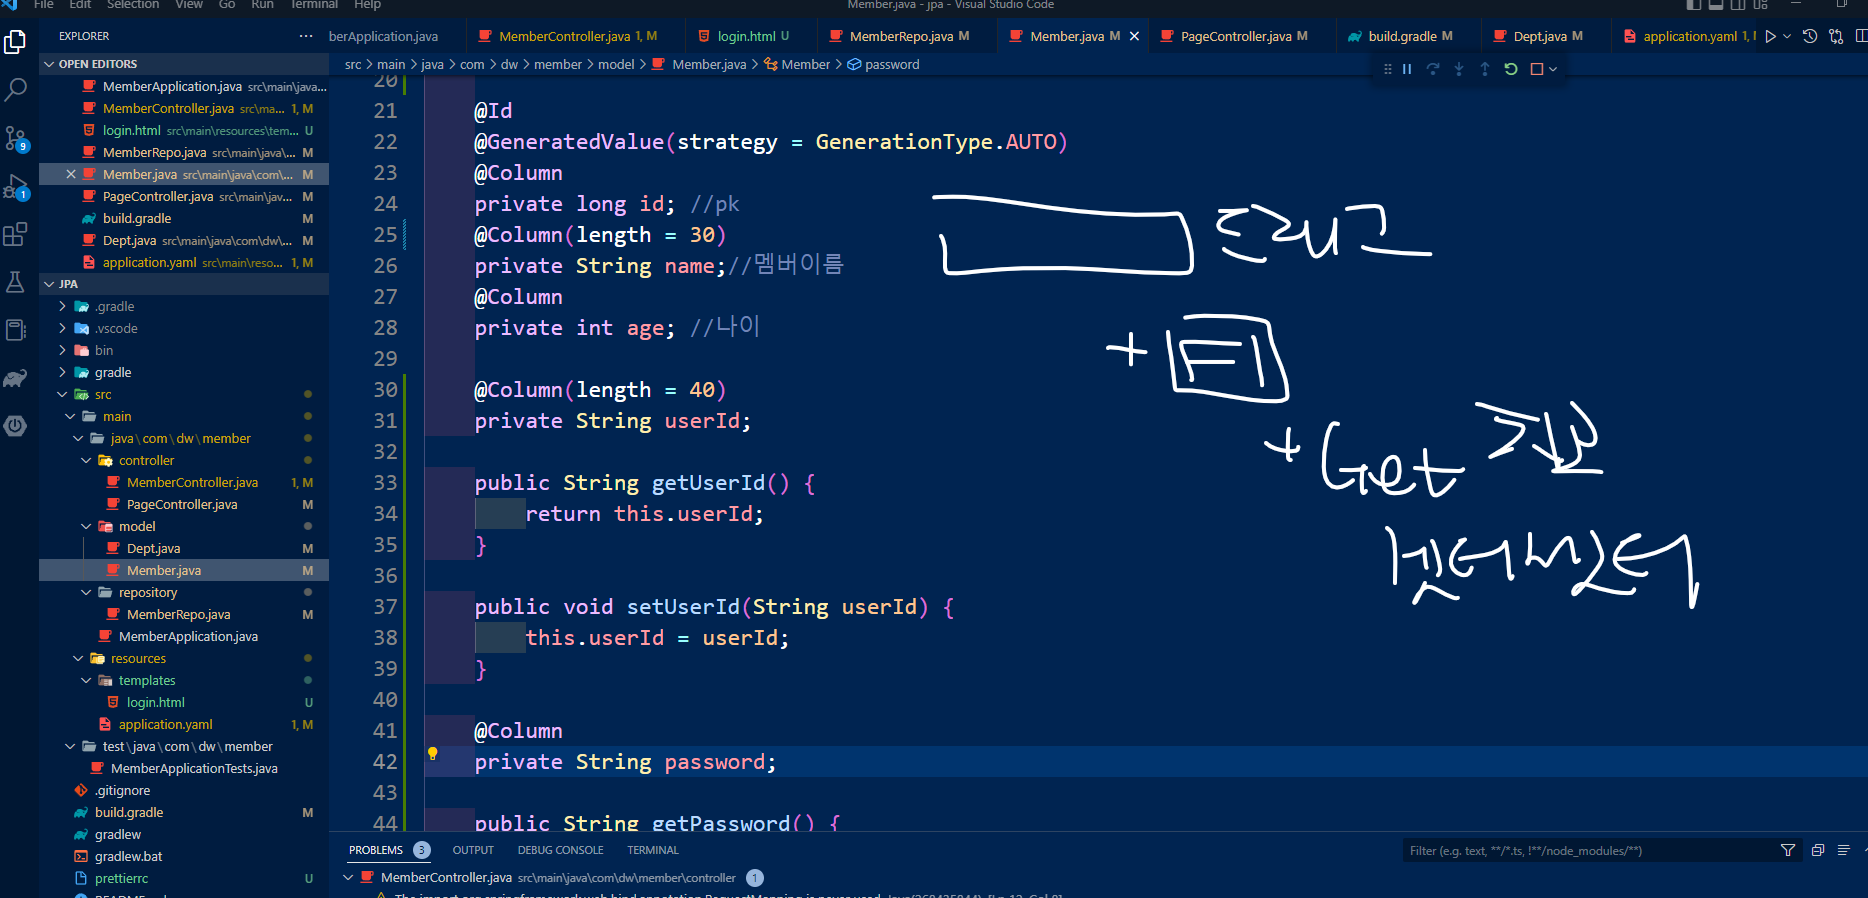 File Edit Selection View Go Run Terminal Help
Member.java - jpa - Visual Studio Code
EXPLORER
berApplication.java
MemberController.java 1, M
login.html U
MemberRepo.java M
Member.java M
PageController.java M
build.gradle M
Dept.java M
application.yaml 1,
src > main > java > com > dw > member > model > Member.java > Member > password
OPEN EDITORS
MemberApplication.java src\main\java...
MemberController.java src\ma... 1, M
login.html src\main\resources\tem... U
MemberRepo.java src\main\java\... M
Member.java src\main\java\com\... M
PageController.java src\main\jav... M
build.gradle M
Dept.java src\main\java\com\dw\... M
application.yaml src\main\reso... 1, M
JPA
.gradle
.vscode
bin
gradle
src
main
java\com\dw\member
controller
MemberController.java 1, M
PageController.java M
model
Dept.java M
Member.java M
repository
MemberRepo.java M
MemberApplication.java
resources
templates
login.html U
application.yaml 1, M
test\java\com\dw\member
MemberApplicationTests.java
.gitignore
build.gradle M
gradlew
gradlew.bat
prettierrc U
9
1
20
21 @Id
22 @GeneratedValue(strategy = GenerationType.AUTO)
23 @Column
24 private long id; //pk
25 @Column(length = 30)
26 private String name;//멤버이름
27 @Column
28 private int age; //나이
29
30 @Column(length = 40)
31 private String userId;
32
33 public String getUserId() {
34 return this.userId;
35 }
36
37 public void setUserId(String userId) {
38 this.userId = userId;
39 }
40
41 @Column
42 private String password;
43
44 public String getPassword() {
+
+ Get
PROBLEMS 3 OUTPUT DEBUG CONSOLE TERMINAL
Filter (e.g. text, **/*.ts, !**/node_modules/**)
MemberController.java src\main\java\com\dw\member\controller 1